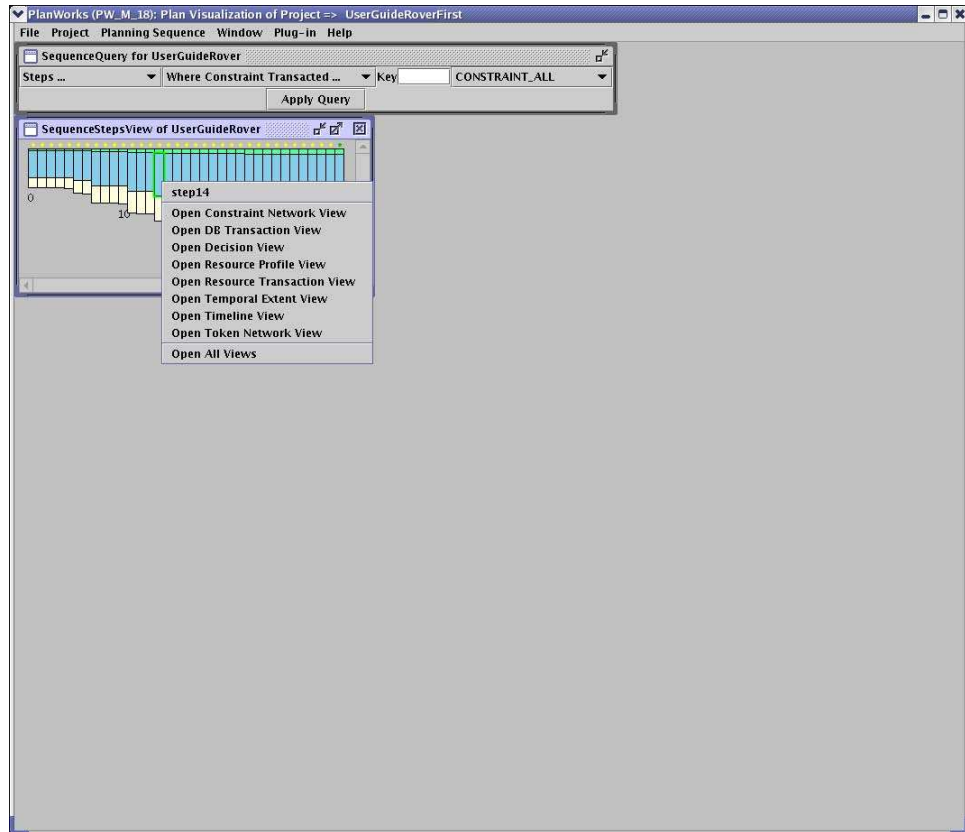 PlanWorks (PW_M_18): Plan Visualization of Project => UserGuideRoverFirst
File Project Planning Sequence Window Plug-in Help
SequenceQuery for UserGuideRover
Steps ... Where Constraint Transacted ... Key CONSTRAINT_ALL
Apply Query
SequenceStepsView of UserGuideRover
0
10
step14
Open Constraint Network View
Open DB Transaction View
Open Decision View
Open Resource Profile View
Open Resource Transaction View
Open Temporal Extent View
Open Timeline View
Open Token Network View
Open All Views